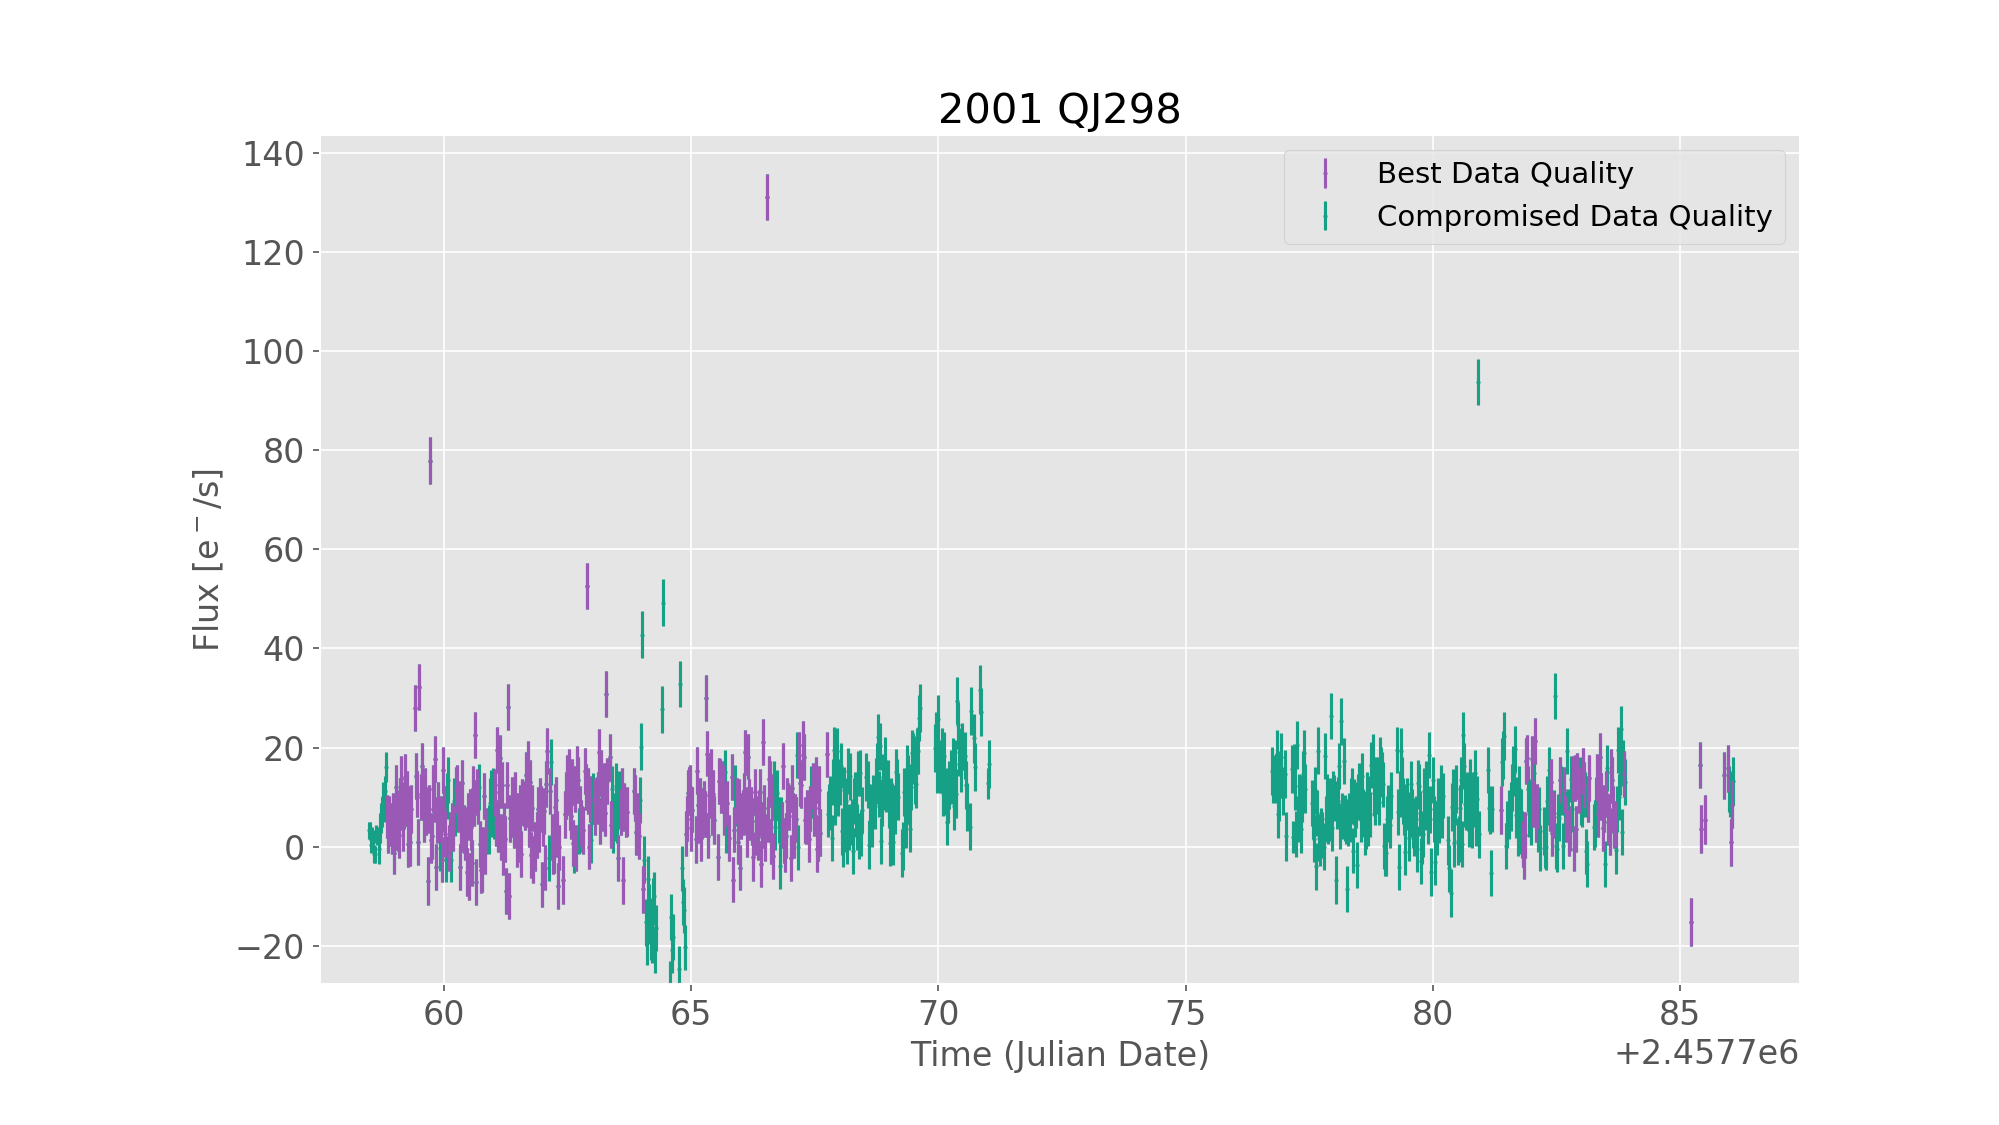 2001 QJ298
140
120
100
80
60
40
20
0
−20
Flux [e⁻/s]
Best Data Quality
Compromised Data Quality
60 65 70 75 80 85
Time (Julian Date)
+2.4577e6